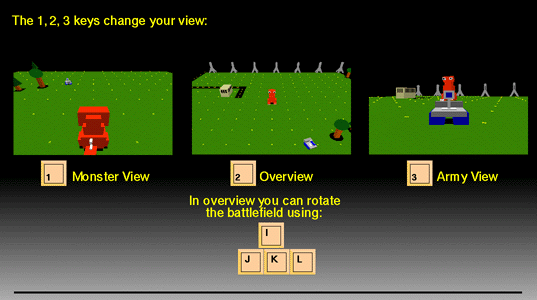 The 1, 2, 3 keys change your view:
1 Monster View
2 Overview
3 Army View
In overview you can rotate
the battlefield using:
I
J K L